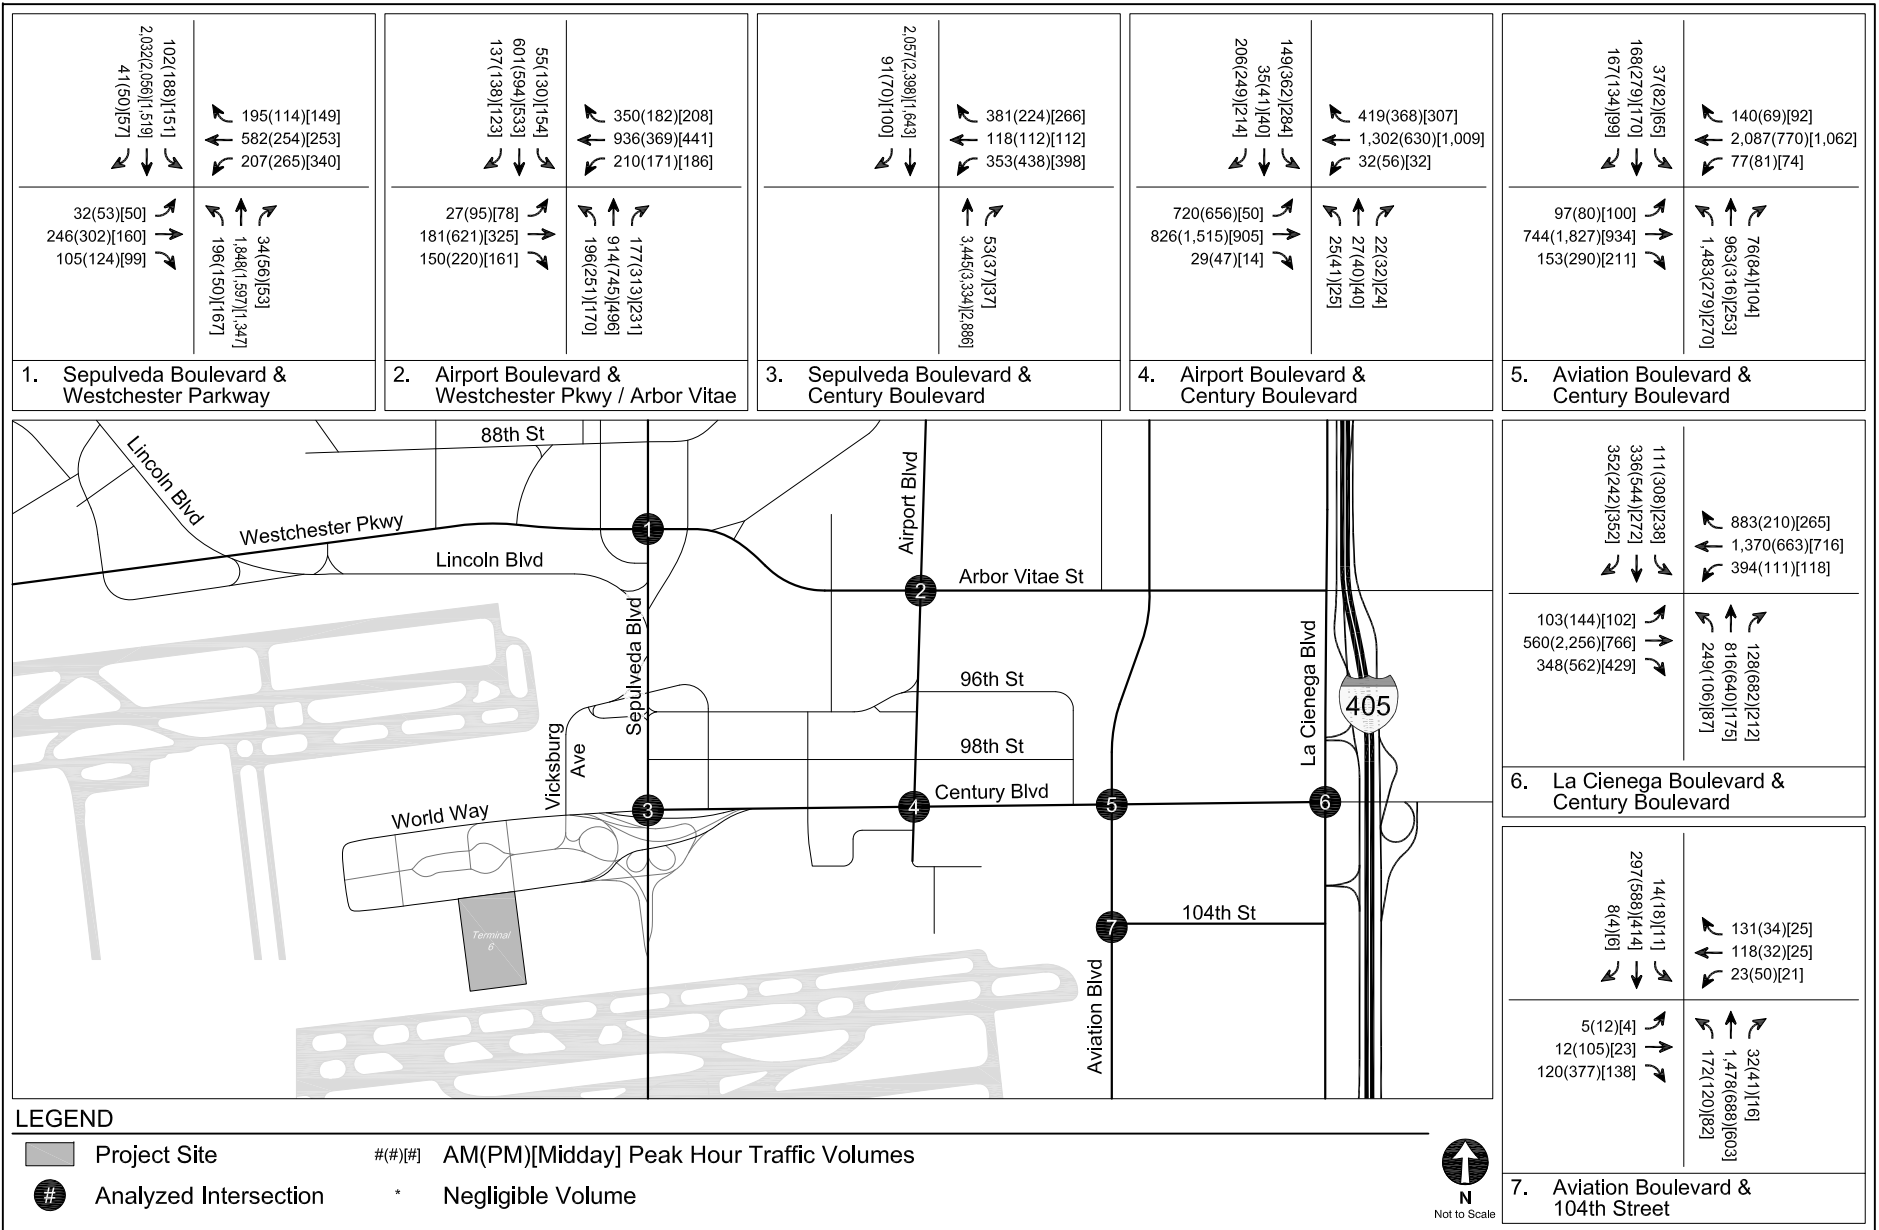 102(188)[151]
2,032(2,056)[1,519]
41(50)[57]
195(114)[149]
582(254)[253]
207(265)[340]
32(53)[50]
246(302)[160]
105(124)[99]
34(56)[53]
1,848(1,597)[1,347]
196(150)[167]
1. Sepulveda Boulevard &
Westchester Parkway
55(130)[154]
601(594)[533]
137(138)[123]
350(182)[208]
936(369)[441]
210(171)[186]
27(95)[78]
181(621)[325]
150(220)[161]
177(313)[231]
914(745)[496]
196(251)[170]
2. Airport Boulevard &
Westchester Pkwy / Arbor Vitae
2,057(2,398)[1,643]
91(70)[100]
381(224)[266]
118(112)[112]
353(438)[398]
53(37)[37]
3,445(3,334)[2,886]
3. Sepulveda Boulevard &
Century Boulevard
149(362)[284]
35(41)[40]
206(249)[214]
419(368)[307]
1,302(630)[1,009]
32(56)[32]
720(656)[50]
826(1,515)[905]
29(47)[14]
22(32)[24]
27(40)[40]
25(41)[25]
4. Airport Boulevard &
Century Boulevard
37(82)[65]
168(279)[170]
167(134)[99]
140(69)[92]
2,087(770)[1,062]
77(81)[74]
97(80)[100]
744(1,827)[934]
153(290)[211]
76(84)[104]
963(316)[253]
1,483(279)[270]
5. Aviation Boulevard &
Century Boulevard
111(308)[238]
336(544)[272]
352(242)[352]
883(210)[265]
1,370(663)[716]
394(111)[118]
103(144)[102]
560(2,256)[766]
348(562)[429]
128(682)[212]
816(640)[175]
249(106)[87]
6. La Cienega Boulevard &
Century Boulevard
14(18)[11]
297(588)[414]
8(4)[6]
131(34)[25]
118(32)[25]
23(50)[21]
5(12)[4]
12(105)[23]
120(377)[138]
32(41)[16]
1,478(688)[603]
172(120)[82]
7. Aviation Boulevard &
104th Street
88th St
Lincoln Blvd
Westchester Pkwy
Lincoln Blvd
1
Airport Blvd
Arbor Vitae St
2
Sepulveda Blvd
La Cienega Blvd
96th St
405
98th St
Vicksburg
Ave
Century Blvd
World Way
3
4
5
6
Terminal
6
104th St
7
Aviation Blvd
LEGEND
Project Site
#(#)[#] AM(PM)[Midday] Peak Hour Traffic Volumes
# Analyzed Intersection
* Negligible Volume
N
Not to Scale